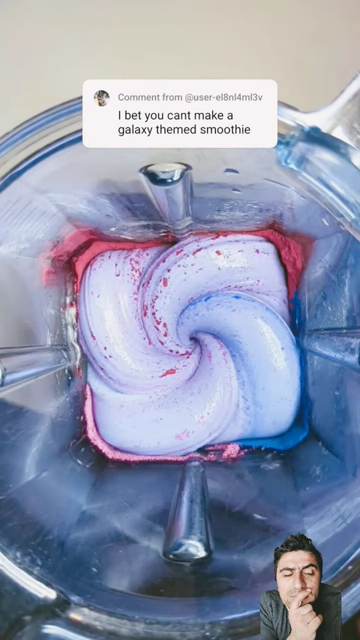 Comment from @user-el8nl4ml3v
I bet you cant make a
galaxy themed smoothie